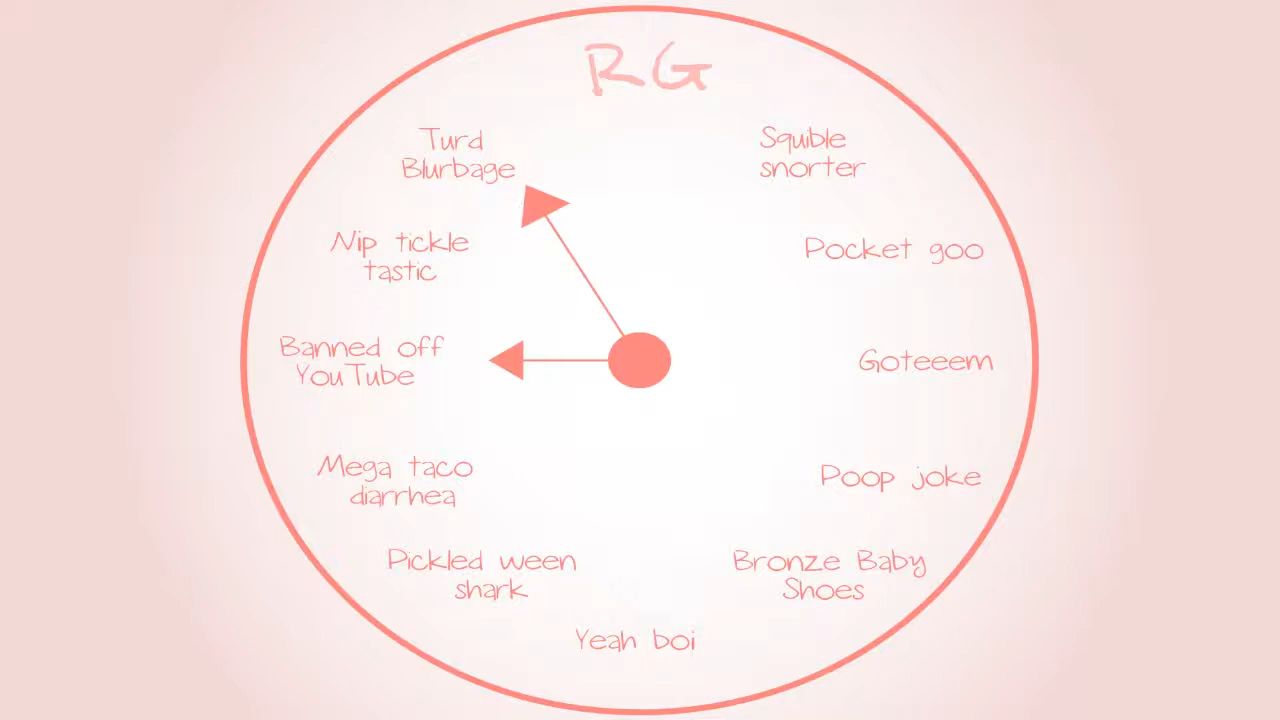 RG
Turd
Blurbage
Squible
snorter
Nip tickle
tastic
Pocket goo
Banned off
YouTube
Goteeem
Mega taco
diarrhea
Poop joke
Pickled ween
shark
Bronze Baby
Shoes
Yeah boi